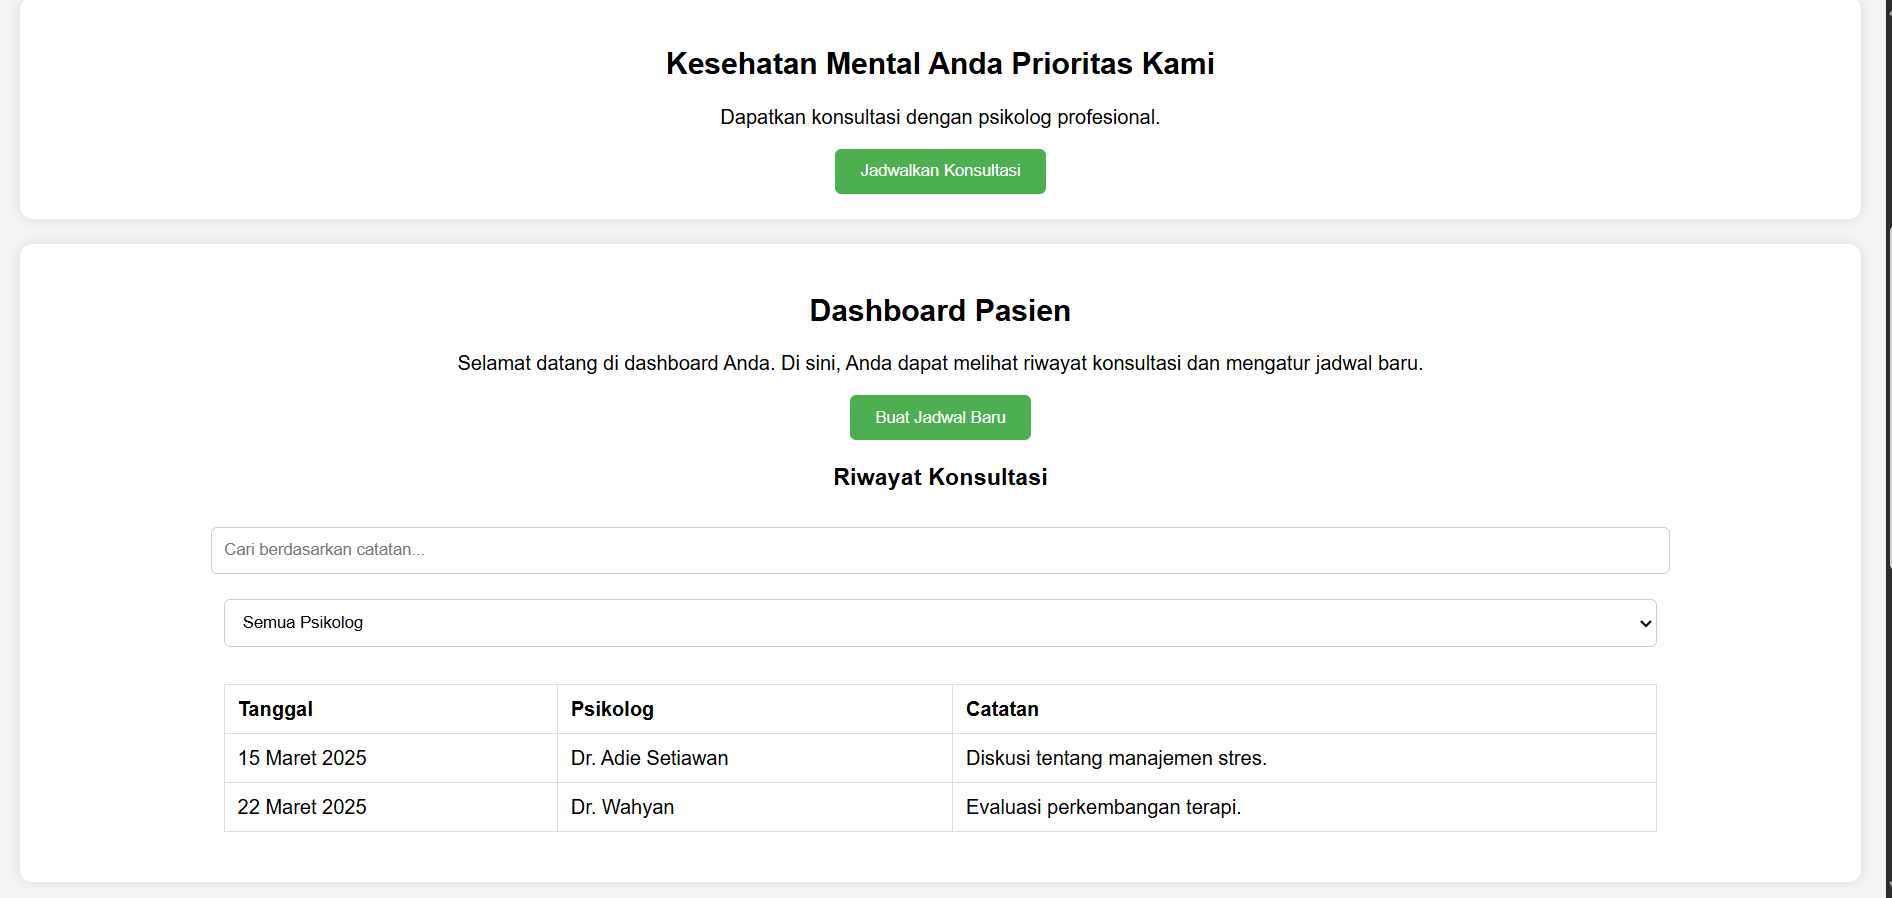 Kesehatan Mental Anda Prioritas Kami
Dapatkan konsultasi dengan psikolog profesional.
Jadwalkan Konsultasi
Dashboard Pasien
Selamat datang di dashboard Anda. Di sini, Anda dapat melihat riwayat konsultasi dan mengatur jadwal baru.
Buat Jadwal Baru
Riwayat Konsultasi
Cari berdasarkan catatan...
Semua Psikolog
Tanggal Psikolog Catatan
15 Maret 2025 Dr. Adie Setiawan Diskusi tentang manajemen stres.
22 Maret 2025 Dr. Wahyan Evaluasi perkembangan terapi.